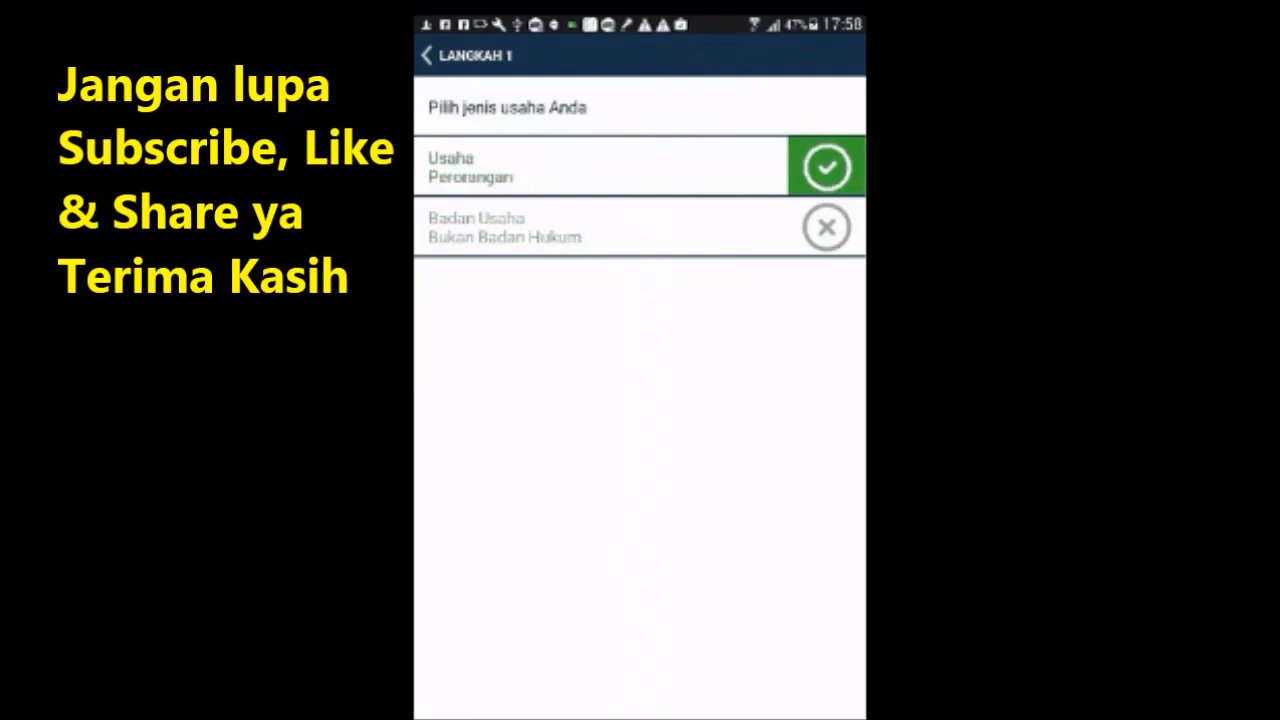 Jangan lupa
Subscribe, Like
& Share ya
Terima Kasih
47% 17:58
LANGKAH 1
Pilih jenis usaha Anda
Usaha
Perorangan
Badan Usaha
Bukan Badan Hukum